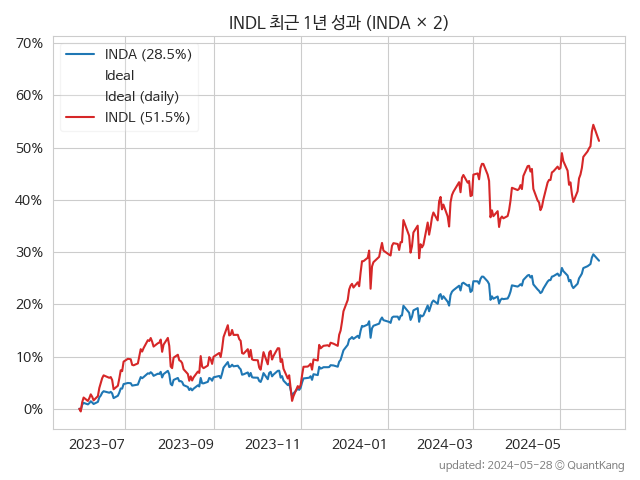 INDL 최근 1년 성과 (INDA × 2)
70%
60%
50%
40%
30%
20%
10%
0%
INDA (28.5%)
Ideal
Ideal (daily)
INDL (51.5%)
2023-07
2023-09
2023-11
2024-01
2024-03
2024-05
updated: 2024-05-28 © QuantKang